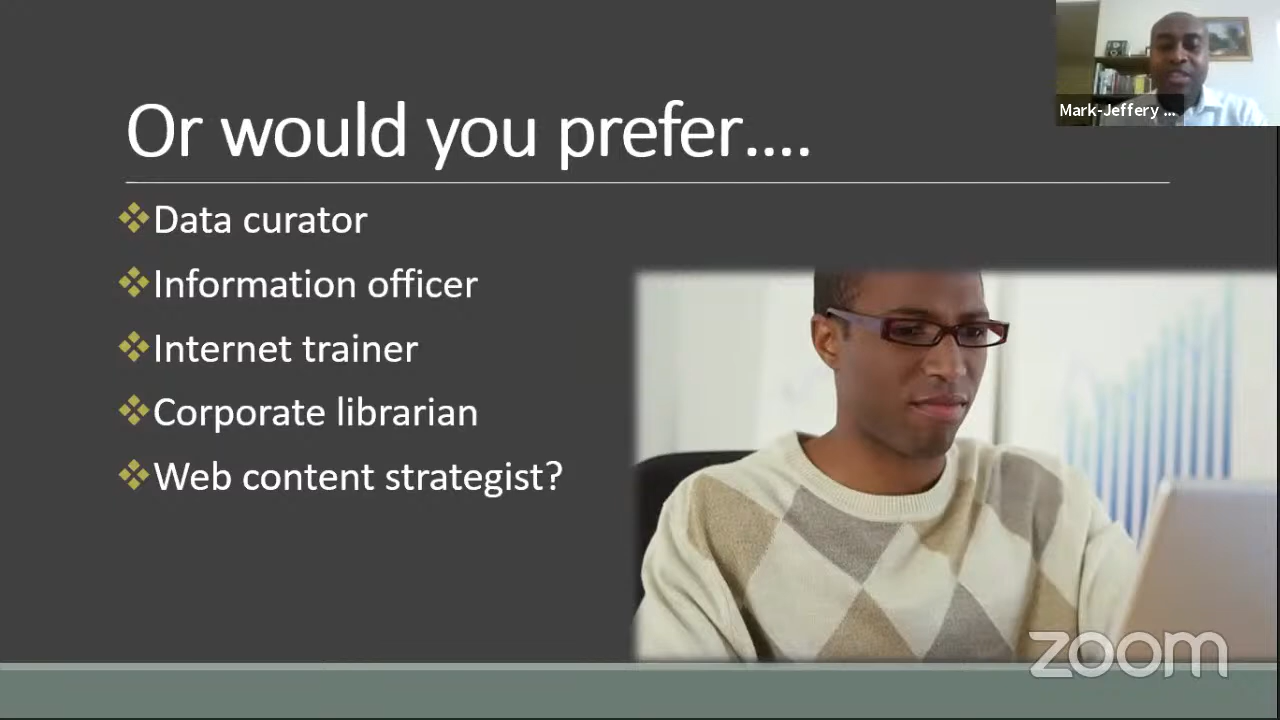 Or would you prefer....
Data curator
Information officer
Internet trainer
Corporate librarian
Web content strategist?
Mark-Jeffery ...
zoom